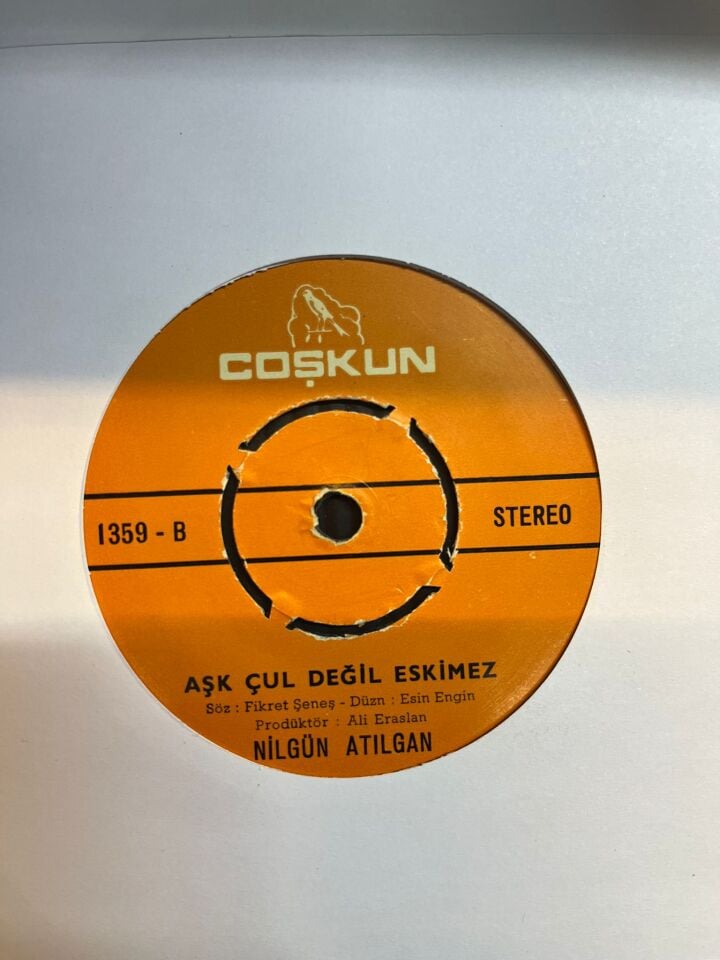 COŞKUN
1359 - B
STEREO
AŞK ÇUL DEĞİL ESKİMEZ
Söz : Fikret Şeneş - Düzn : Esin Engin
Prodüktör : Ali Eraslan
NİLGÜN ATILGAN